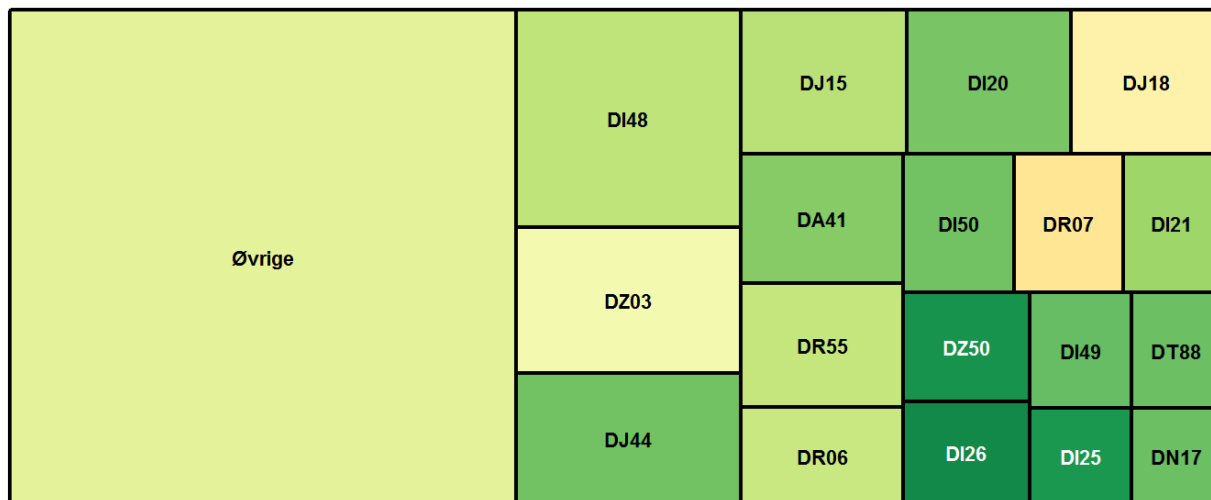 Øvrige
DI48
DZ03
DJ44
DJ15
DA41
DR55
DR06
DI20
DJ18
DI50
DR07
DI21
DZ50
DI49
DT88
DI26
DI25
DN17